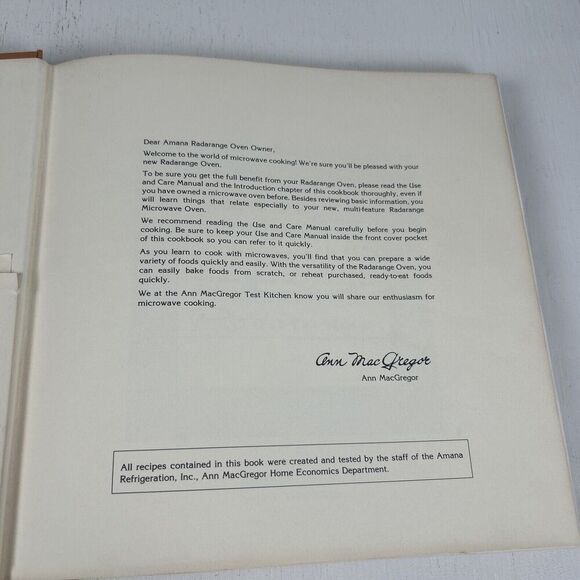 Dear Amana Radarange Oven Owner,
Welcome to the world of microwave cooking! We're sure you'll be pleased with your
new Radarange Oven.
To be sure you get the full benefit from your Radarange Oven, please read the Use
and Care Manual and the Introduction chapter of this cookbook thoroughly, even if
you have owned a microwave oven before. Besides reviewing basic information, you
will learn things that relate especially to your new, multi-feature Radarange
Microwave Oven.
We recommend reading the Use and Care Manual carefully before you begin
cooking. Be sure to keep your Use and Care Manual inside the front cover pocket
of this cookbook so you can refer to it quickly.
As you learn to cook with microwaves, you'll find that you can prepare a wide
variety of foods quickly and easily. With the versatility of the Radarange Oven, you
can easily bake foods from scratch, or reheat purchased, ready-to-eat foods
quickly.
We at the Ann MacGregor Test Kitchen know you will share our enthusiasm for
microwave cooking.
Ann MacGregor
Ann MacGregor
All recipes contained in this book were created and tested by the staff of the Amana
Refrigeration, Inc., Ann MacGregor Home Economics Department.